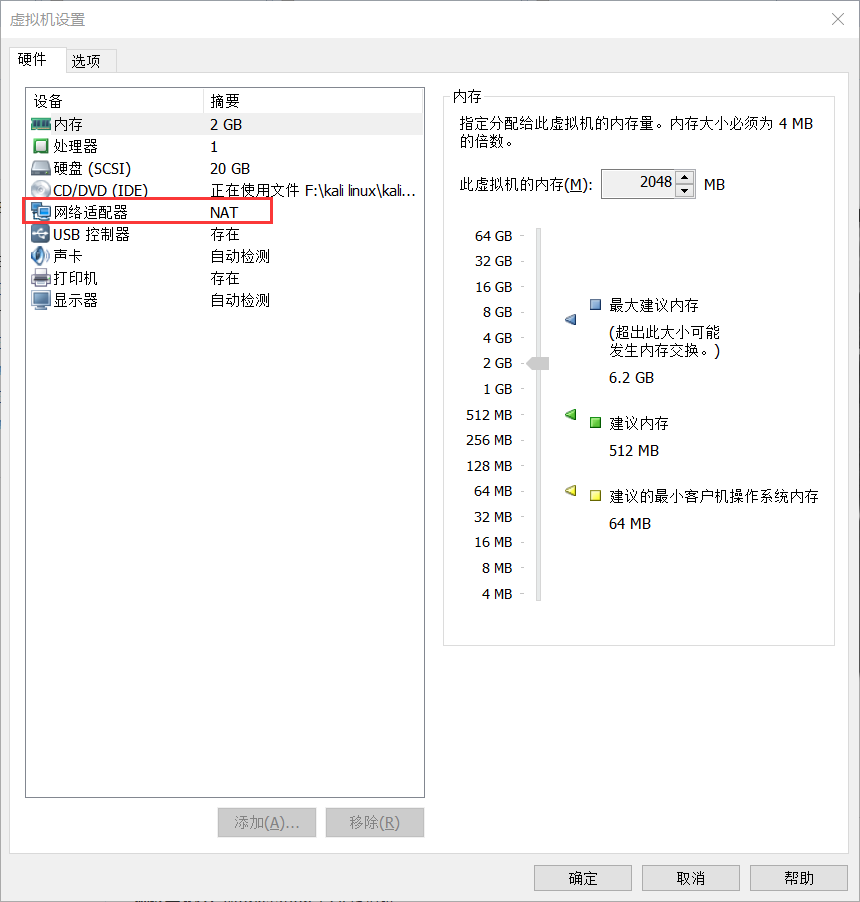 虚拟机设置
硬件 选项
设备 摘要
内存 2 GB
处理器 1
硬盘 (SCSI) 20 GB
CD/DVD (IDE) 正在使用文件 F:\kali linux\kali...
网络适配器 NAT
USB 控制器 存在
声卡 自动检测
打印机 存在
显示器 自动检测
添加(A)... 移除(R)
内存
指定分配给此虚拟机的内存量。内存大小必须为 4 MB
的倍数。
此虚拟机的内存(M): 2048 MB
64 GB
32 GB
16 GB
8 GB
4 GB
2 GB
1 GB
512 MB
256 MB
128 MB
64 MB
32 MB
16 MB
8 MB
4 MB
最大建议内存
(超出此大小可能
发生内存交换。)
6.2 GB
建议内存
512 MB
建议的最小客户机操作系统内存
64 MB
确定 取消 帮助